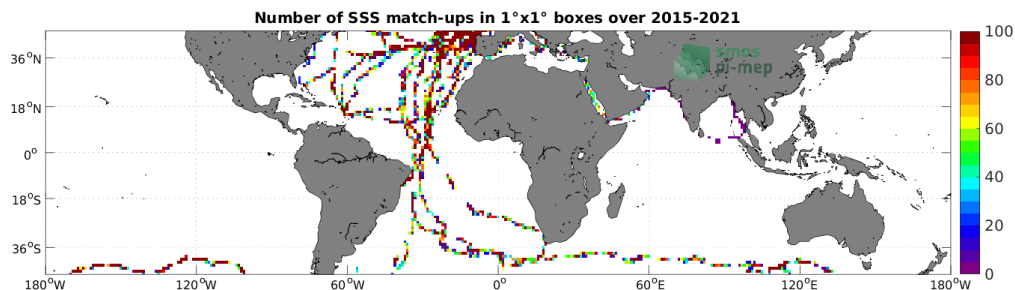 Number of SSS match-ups in 1°x1° boxes over 2015-2021
smos
pi-mep
36°N
18°N
0°
18°S
36°S
180°W
120°W
60°W
0°
60°E
120°E
180°W
100
80
60
40
20
0